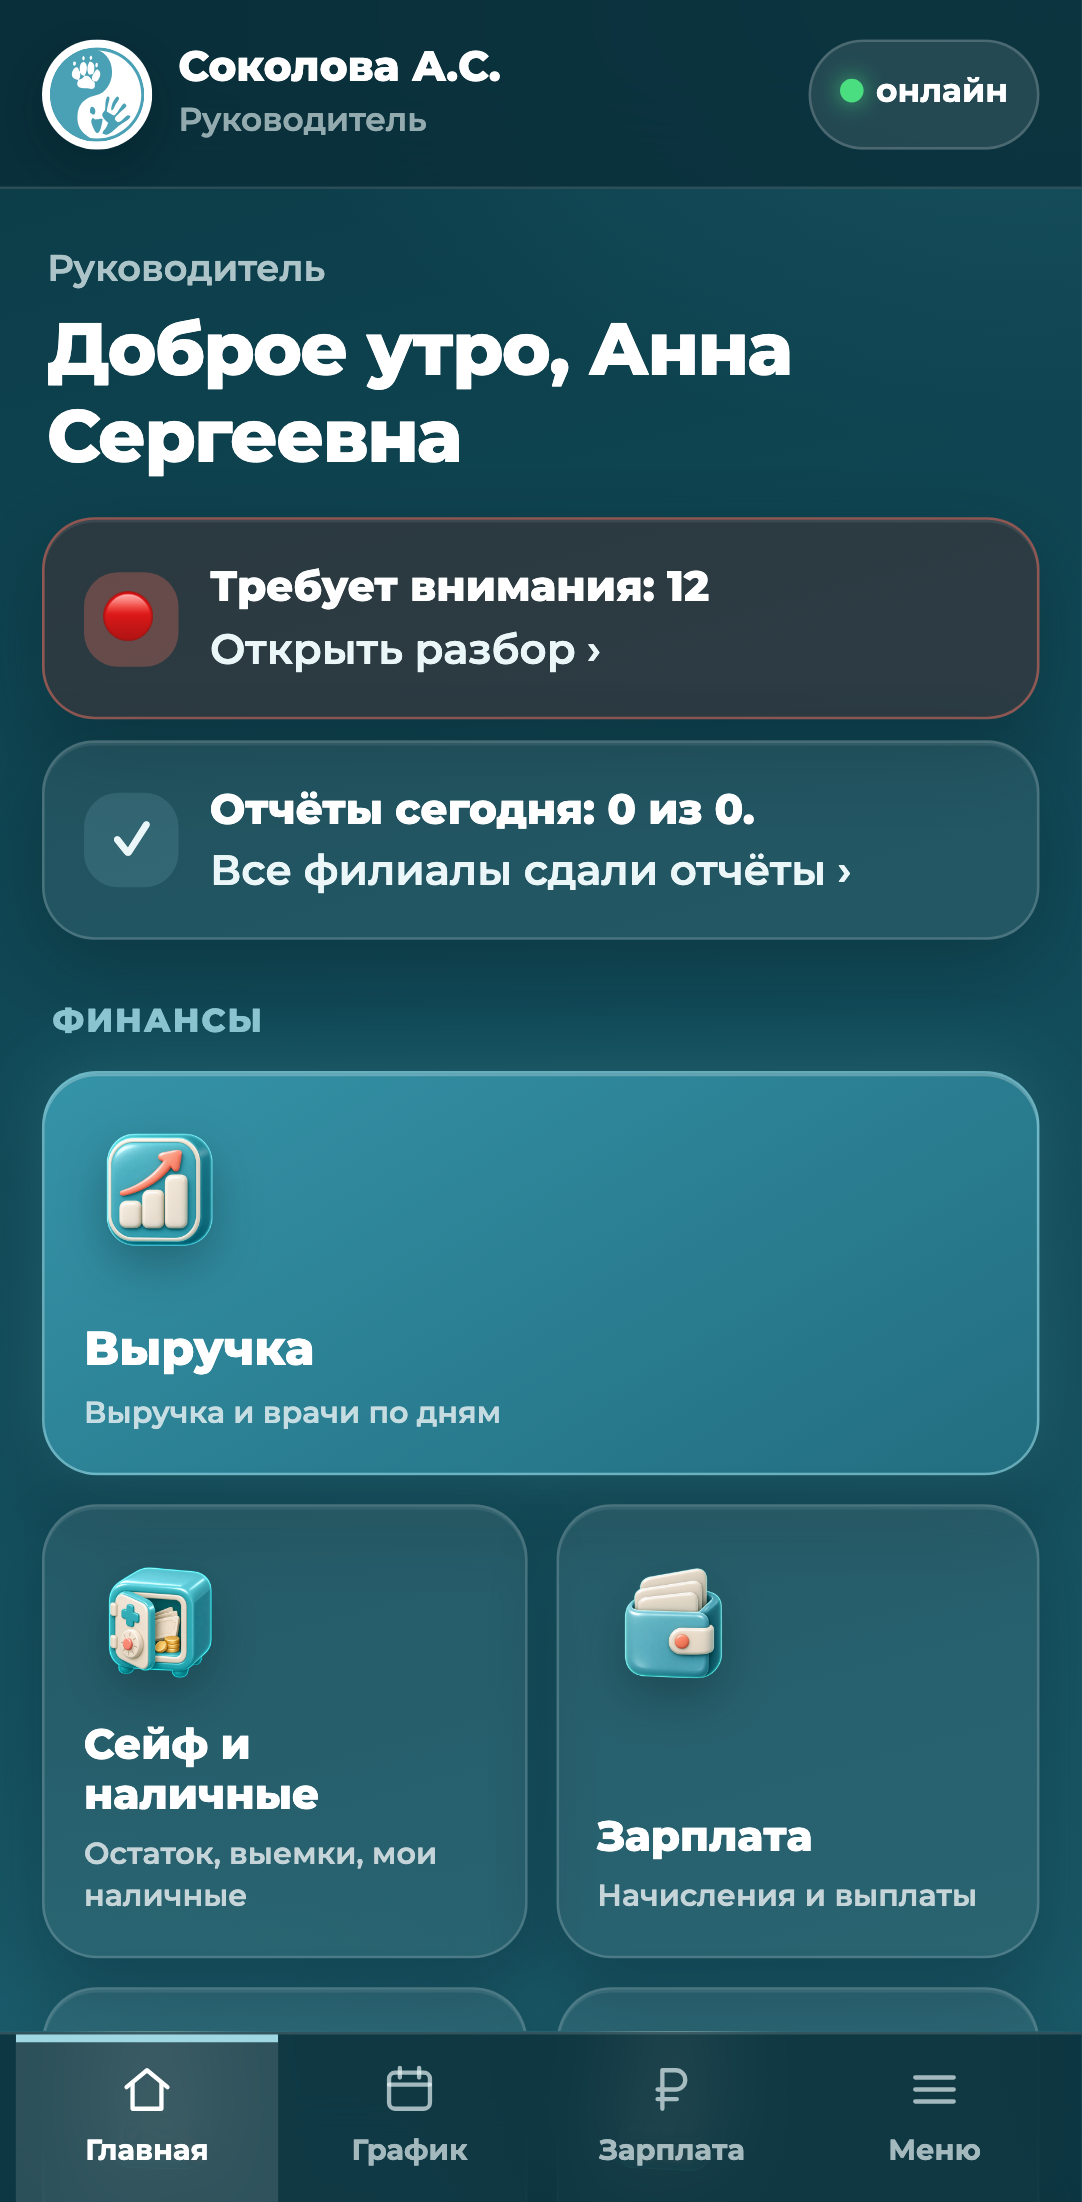 Соколова А.С.
Руководитель
онлайн
Руководитель
Доброе утро, Анна
Сергеевна
Требует внимания: 12
Открыть разбор ›
Отчёты сегодня: 0 из 0.
Все филиалы сдали отчёты ›
ФИНАНСЫ
Выручка
Выручка и врачи по дням
Сейф и
наличные
Остаток, выемки, мои
наличные
Зарплата
Начисления и выплаты
Главная
График
Зарплата
Меню